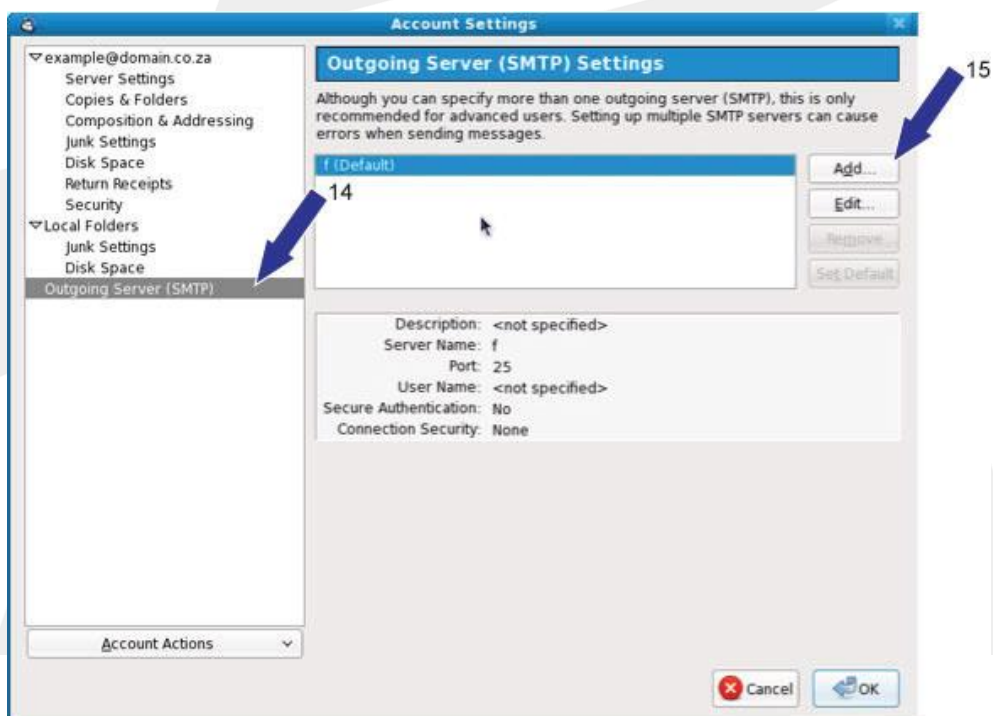 Account Settings
example@domain.co.za
Server Settings
Copies & Folders
Composition & Addressing
Junk Settings
Disk Space
Return Receipts
Security
Local Folders
Junk Settings
Disk Space
Outgoing Server (SMTP)
Account Actions
Outgoing Server (SMTP) Settings
Although you can specify more than one outgoing server (SMTP), this is only
recommended for advanced users. Setting up multiple SMTP servers can cause
errors when sending messages.
f (Default)
14
15
Add...
Edit...
Remove
Set Default
Description: <not specified>
Server Name: f
Port: 25
User Name: <not specified>
Secure Authentication: No
Connection Security: None
Cancel
OK